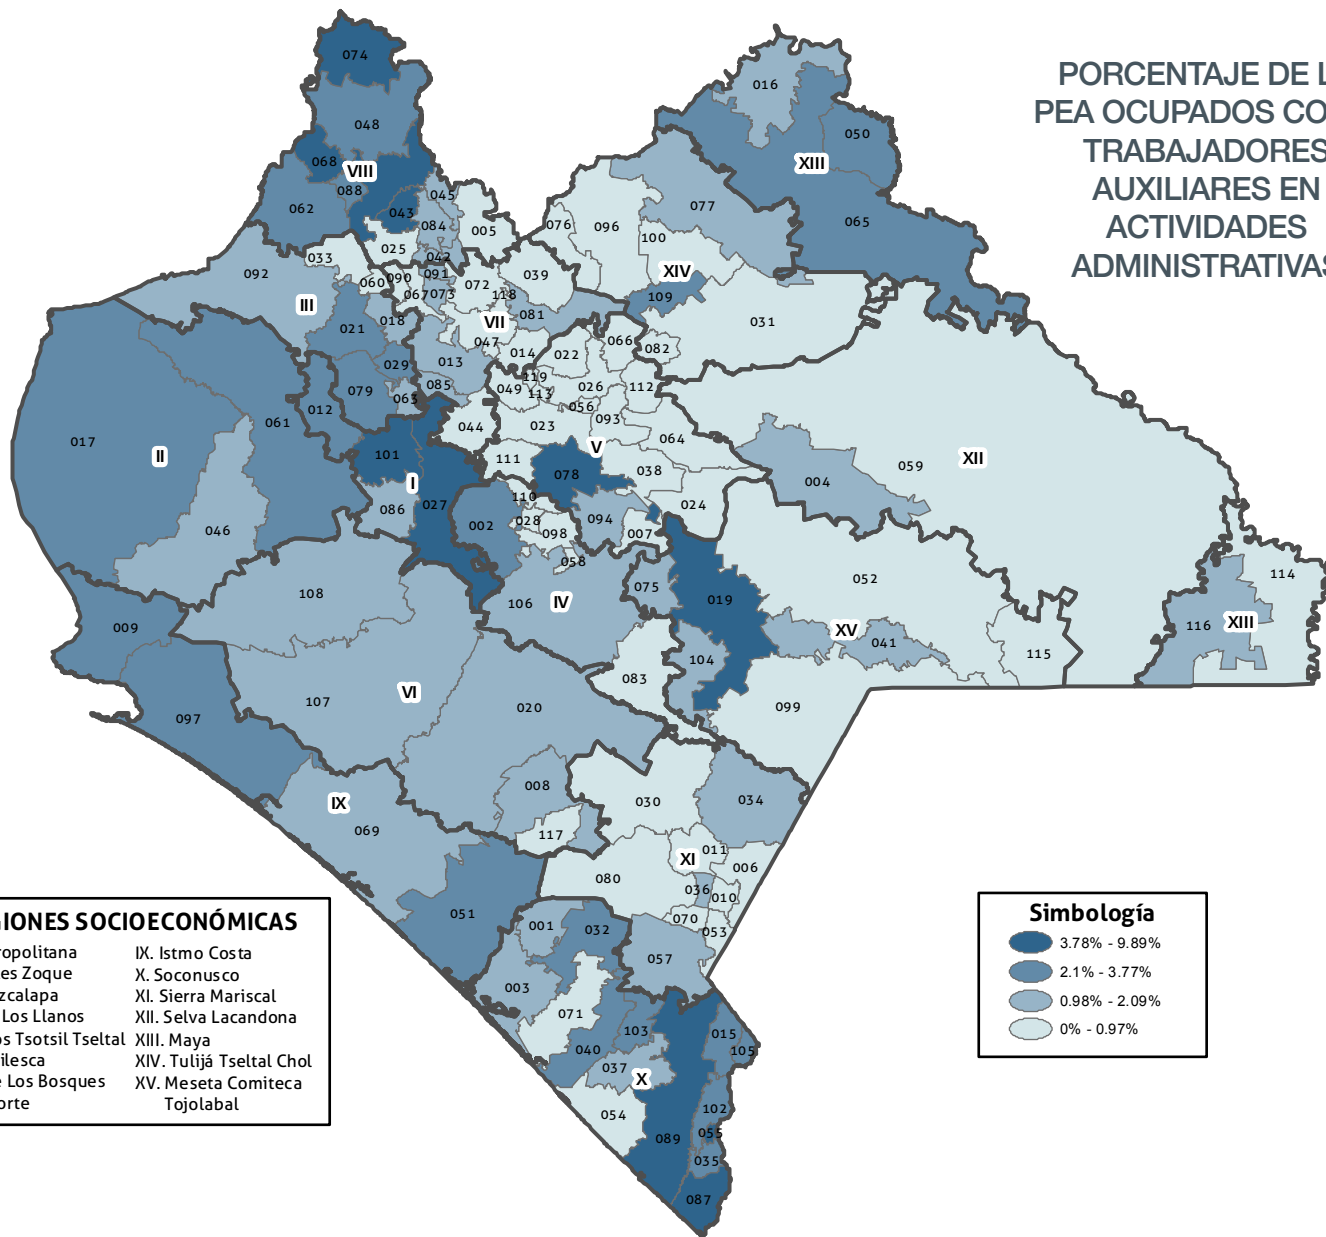 PORCENTAJE DE L
PEA OCUPADOS CO
TRABAJADORES
AUXILIARES EN
ACTIVIDADES
ADMINISTRATIVAS
074
016
048
050
068
VIII
XIII
088
045
062
043
077
084
005
076
096
065
025
100
042
033
092
090
091
039
XIV
060
072
067
073
118
109
III
018
081
VII
031
021
047
066
082
014
022
013
029
119
079
085
049
026
112
063
113
012
056
061
093
044
023
017
064
V
101
II
111
059
XII
078
038
I
004
110
027
024
086
028
094
002
046
098
007
058
114
052
075
108
106
IV
019
116
XIII
009
XV
041
115
104
083
VI
107
099
020
097
008
030
034
IX
069
117
011
XI
006
080
036
010
051
070
001
032
053
057
003
071
103
015
040
105
037
X
102
054
055
089
035
087
GIONES SOCIOECONÓMICAS
ropolitana
es Zoque
zcalapa
Los Llanos
os Tsotsil Tseltal
ilesca
e Los Bosques
orte
IX. Istmo Costa
X. Soconusco
XI. Sierra Mariscal
XII. Selva Lacandona
XIII. Maya
XIV. Tulijá Tseltal Chol
XV. Meseta Comiteca
Tojolabal
Simbología
3.78% - 9.89%
2.1% - 3.77%
0.98% - 2.09%
0% - 0.97%